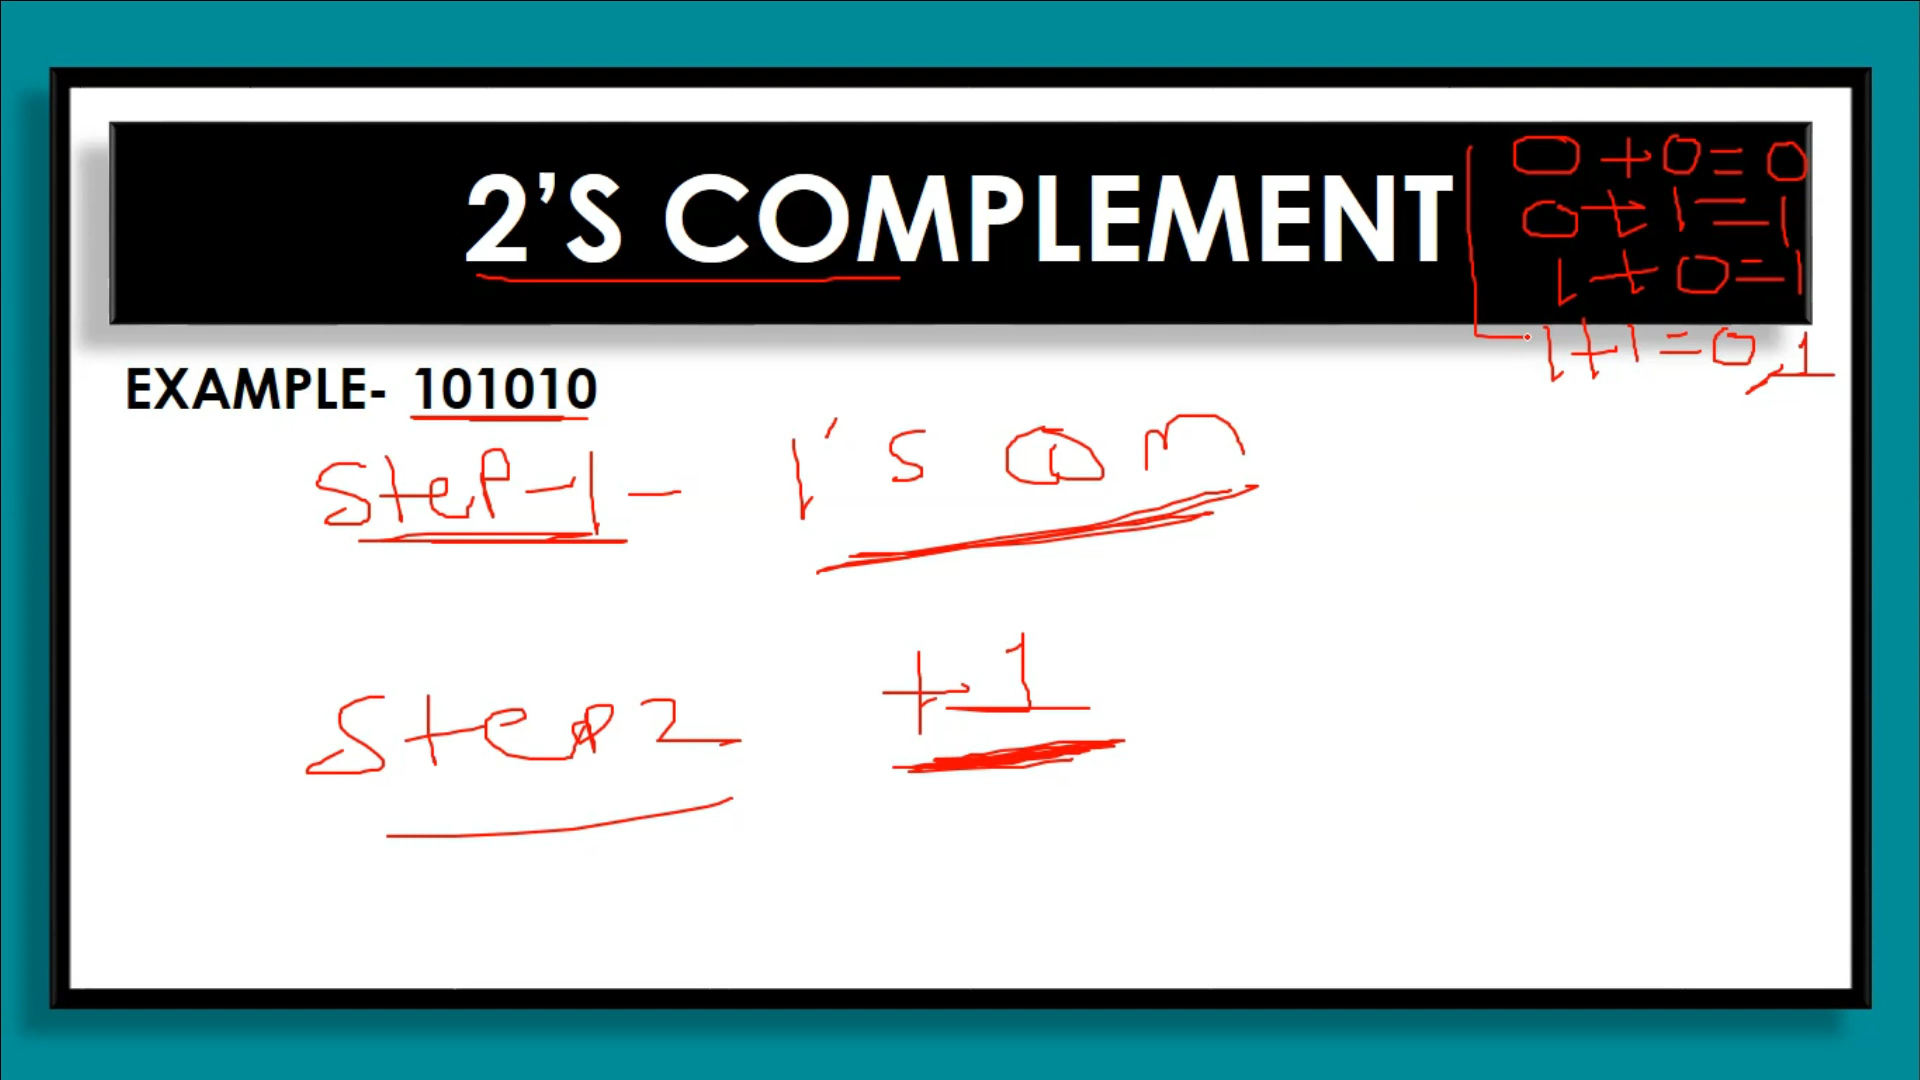 2'S COMPLEMENT
0+0=0
0+1=1
1+0=1
1+1=0,1
EXAMPLE- 101010
Step-1- 1's com
Step 2 +1